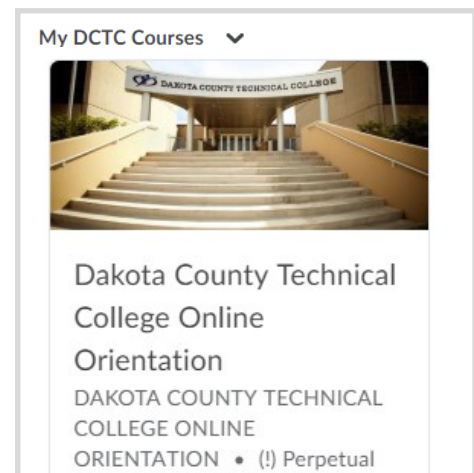 My DCTC Courses
DAKOTA COUNTY TECHNICAL COLLEGE
Dakota County Technical
College Online
Orientation
DAKOTA COUNTY TECHNICAL
COLLEGE ONLINE
ORIENTATION • (!) Perpetual